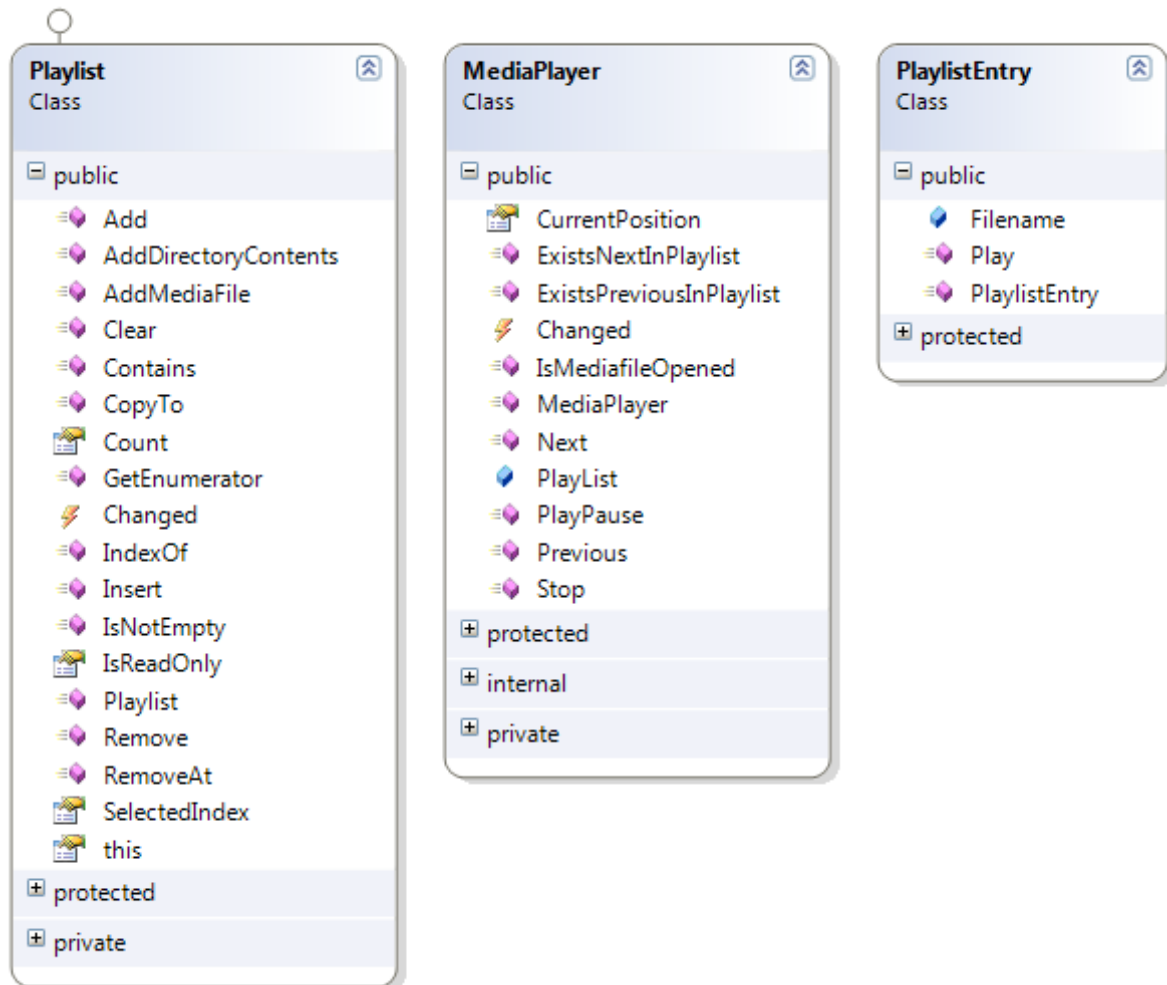 Playlist
Class
public
Add
AddDirectoryContents
AddMediaFile
Clear
Contains
CopyTo
Count
GetEnumerator
Changed
IndexOf
Insert
IsNotEmpty
IsReadOnly
Playlist
Remove
RemoveAt
SelectedIndex
this
protected
private
MediaPlayer
Class
public
CurrentPosition
ExistsNextInPlaylist
ExistsPreviousInPlaylist
Changed
IsMediafileOpened
MediaPlayer
Next
PlayList
PlayPause
Previous
Stop
protected
internal
private
PlaylistEntry
Class
public
Filename
Play
PlaylistEntry
protected